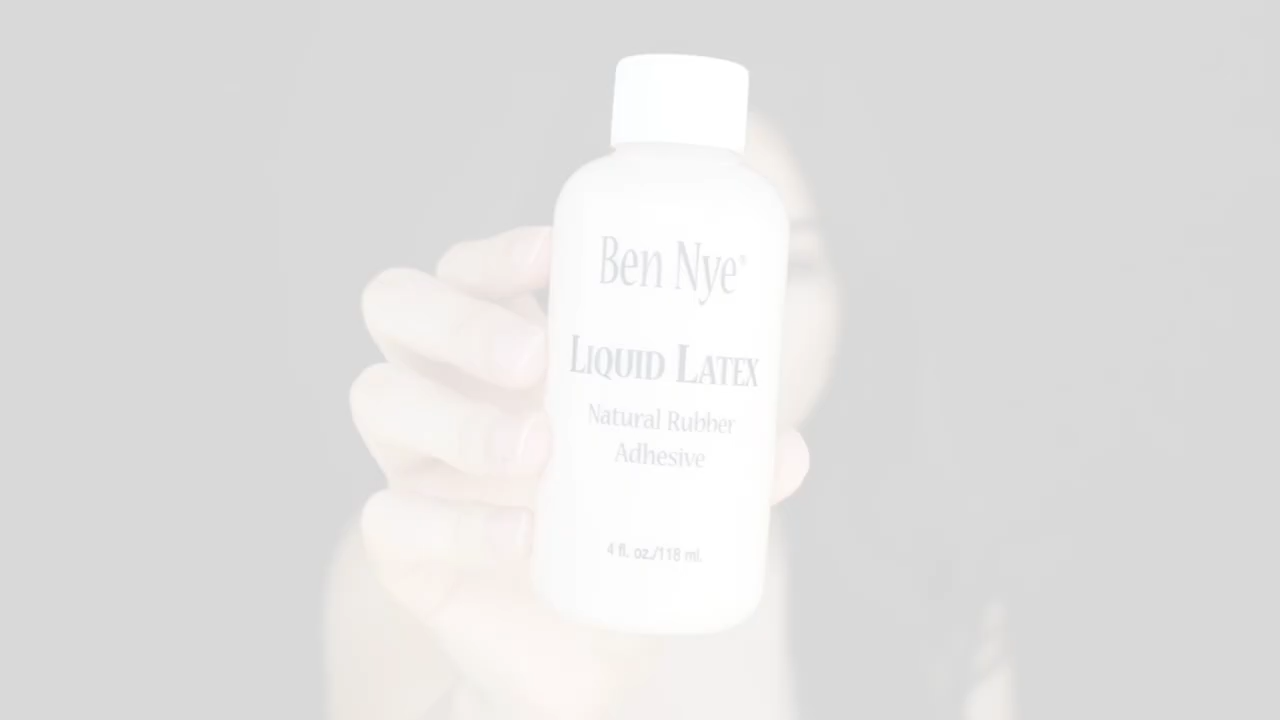 Ben Nye®
LIQUID LATEX
Natural Rubber
Adhesive
4 fl. oz./118 ml.